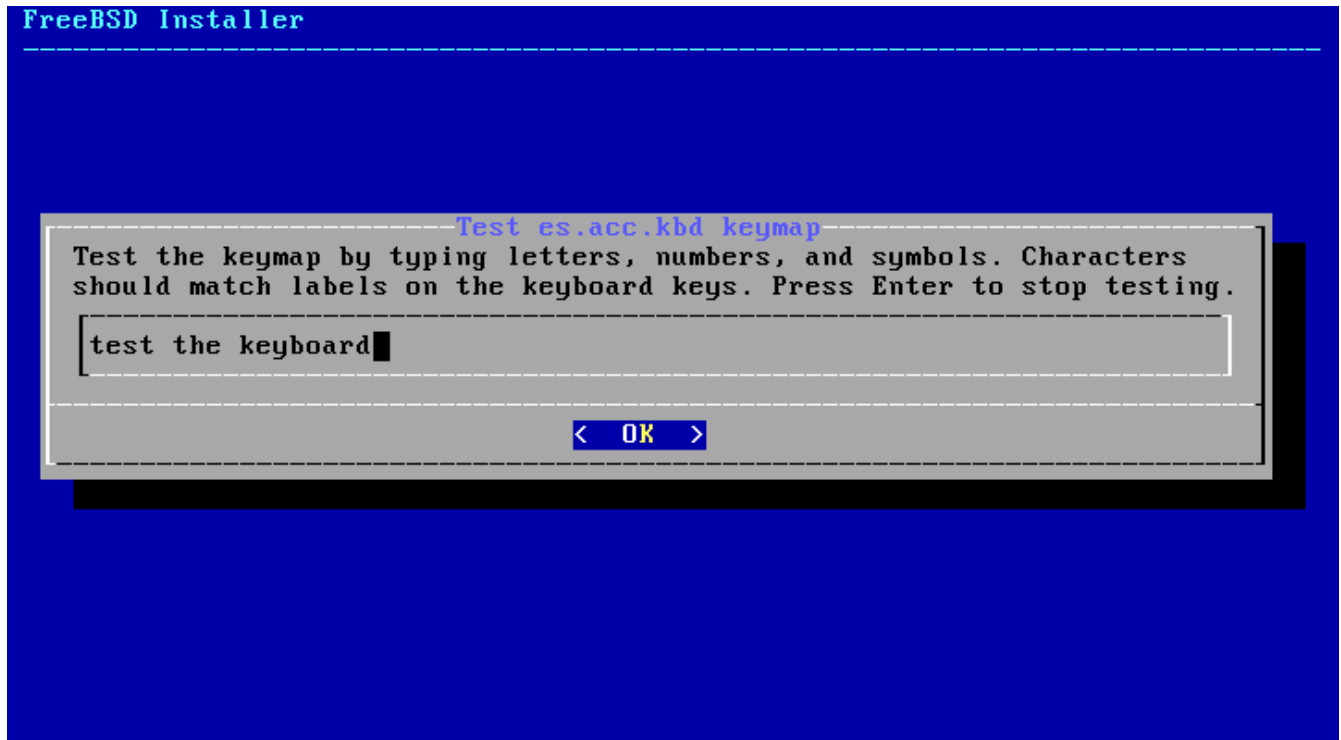 FreeBSD Installer
Test es.acc.kbd keymap
Test the keymap by typing letters, numbers, and symbols. Characters
should match labels on the keyboard keys. Press Enter to stop testing.
test the keyboard
< OK >